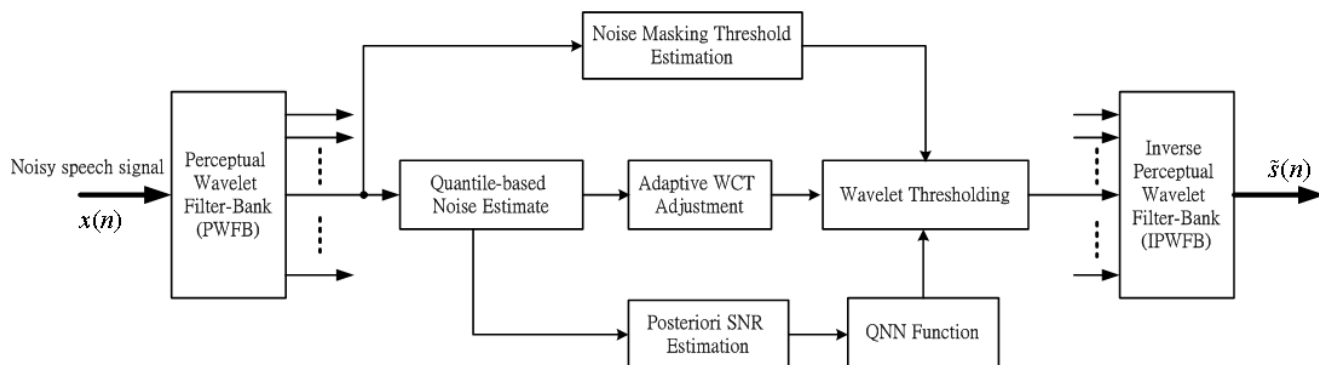 Noise Masking Threshold
Estimation
Noisy speech signal
x(n)
Perceptual
Wavelet
Filter-Bank
(PWFB)
Quantile-based
Noise Estimate
Adaptive WCT
Adjustment
Wavelet Thresholding
Inverse
Perceptual
Wavelet
Filter-Bank
(IPWFB)
s̃(n)
Posteriori SNR
Estimation
QNN Function